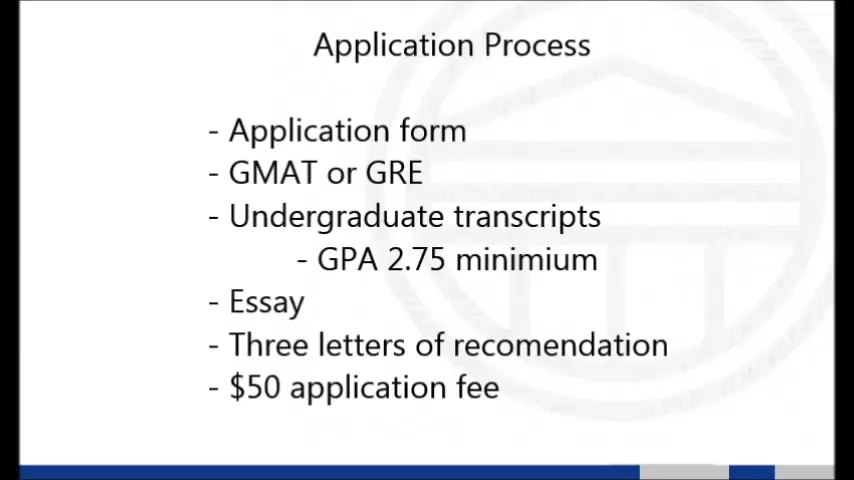 Application Process
- Application form
- GMAT or GRE
- Undergraduate transcripts
- GPA 2.75 minimium
- Essay
- Three letters of recomendation
- $50 application fee